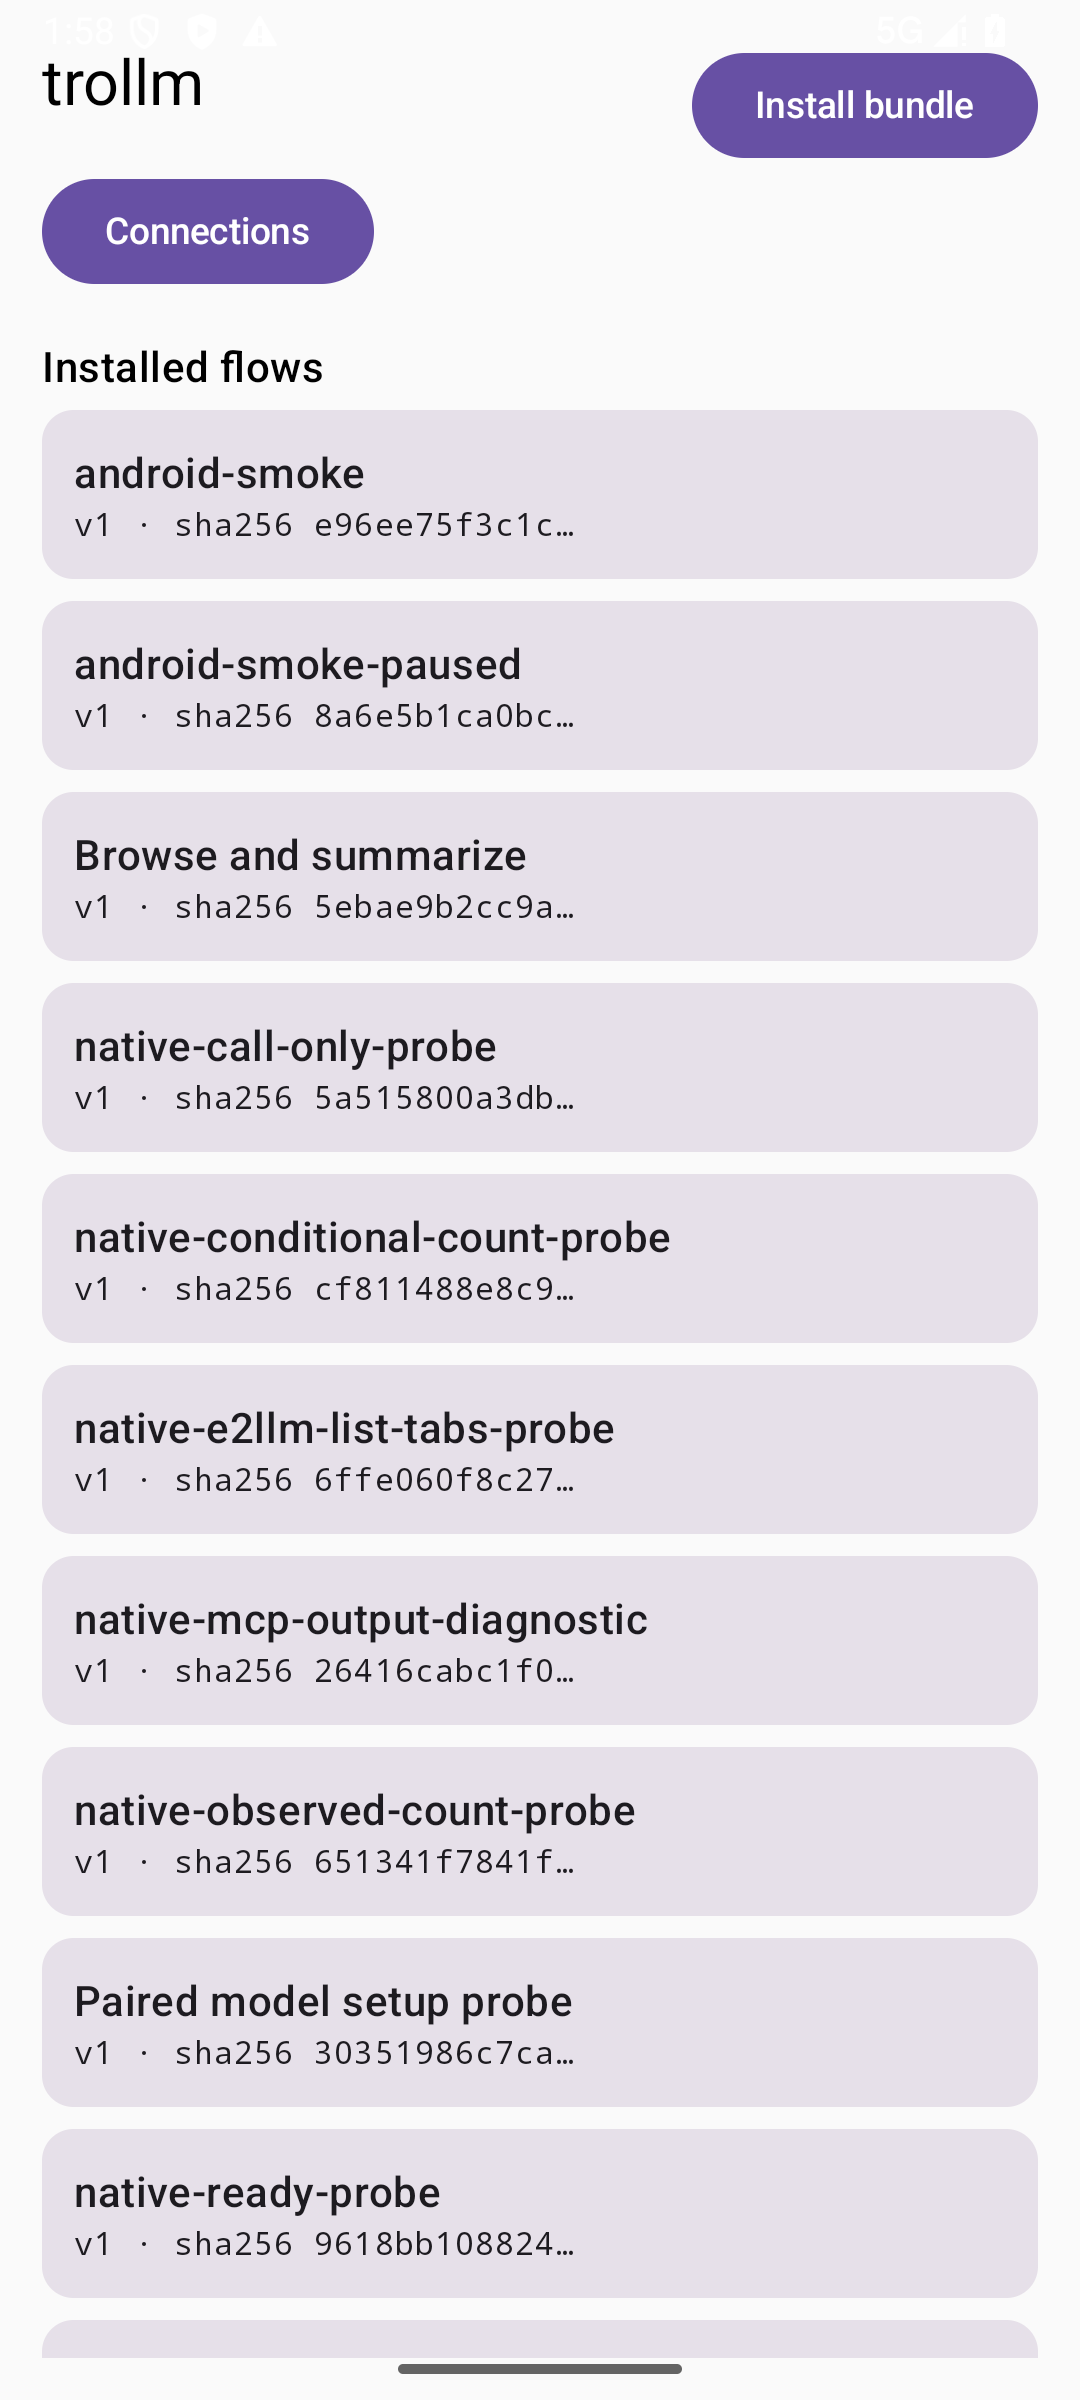 1:58
5G
trollm
Install bundle
Connections
Installed flows
android-smoke
v1 · sha256 e96ee75f3c1c…
android-smoke-paused
v1 · sha256 8a6e5b1ca0bc…
Browse and summarize
v1 · sha256 5ebae9b2cc9a…
native-call-only-probe
v1 · sha256 5a515800a3db…
native-conditional-count-probe
v1 · sha256 cf811488e8c9…
native-e2llm-list-tabs-probe
v1 · sha256 6ffe060f8c27…
native-mcp-output-diagnostic
v1 · sha256 26416cabc1f0…
native-observed-count-probe
v1 · sha256 651341f7841f…
Paired model setup probe
v1 · sha256 30351986c7ca…
native-ready-probe
v1 · sha256 9618bb108824…